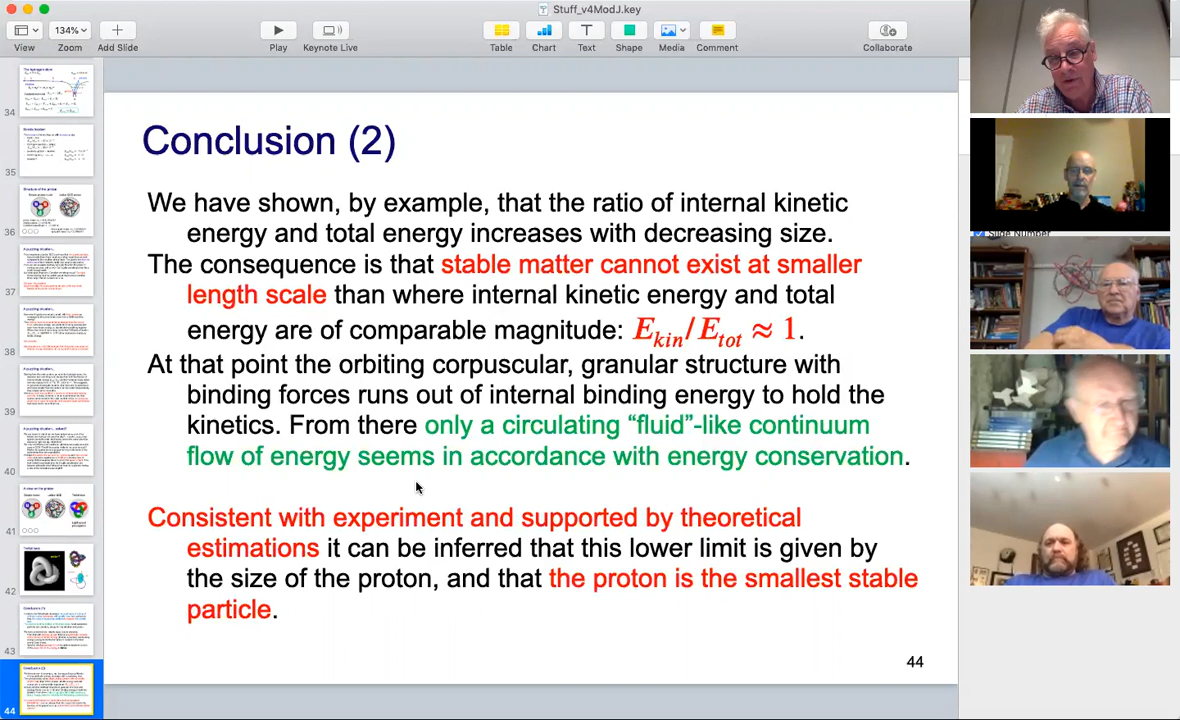 Stuff_v4ModJ.key
134%
View
Zoom
Add Slide
Play
Keynote Live
Table
Chart
Text
Shape
Media
Comment
Collaborate
34
35
36
37
38
39
40
41
42
43
44
Conclusion (2)
We have shown, by example, that the ratio of internal kinetic
energy and total energy increases with decreasing size.
The consequence is that stable matter cannot exist at smaller
length scale than where internal kinetic energy and total
energy are of comparable magnitude: E_kin/E_tot ≈ 1.
At that point the orbiting corpuscular, granular structure with
binding forces runs out of internal binding energy to hold the
kinetics. From there only a circulating “fluid”-like continuum
flow of energy seems in accordance with energy conservation.
Consistent with experiment and supported by theoretical
estimations it can be inferred that this lower limit is given by
the size of the proton, and that the proton is the smallest stable
particle.
44
Slide Number